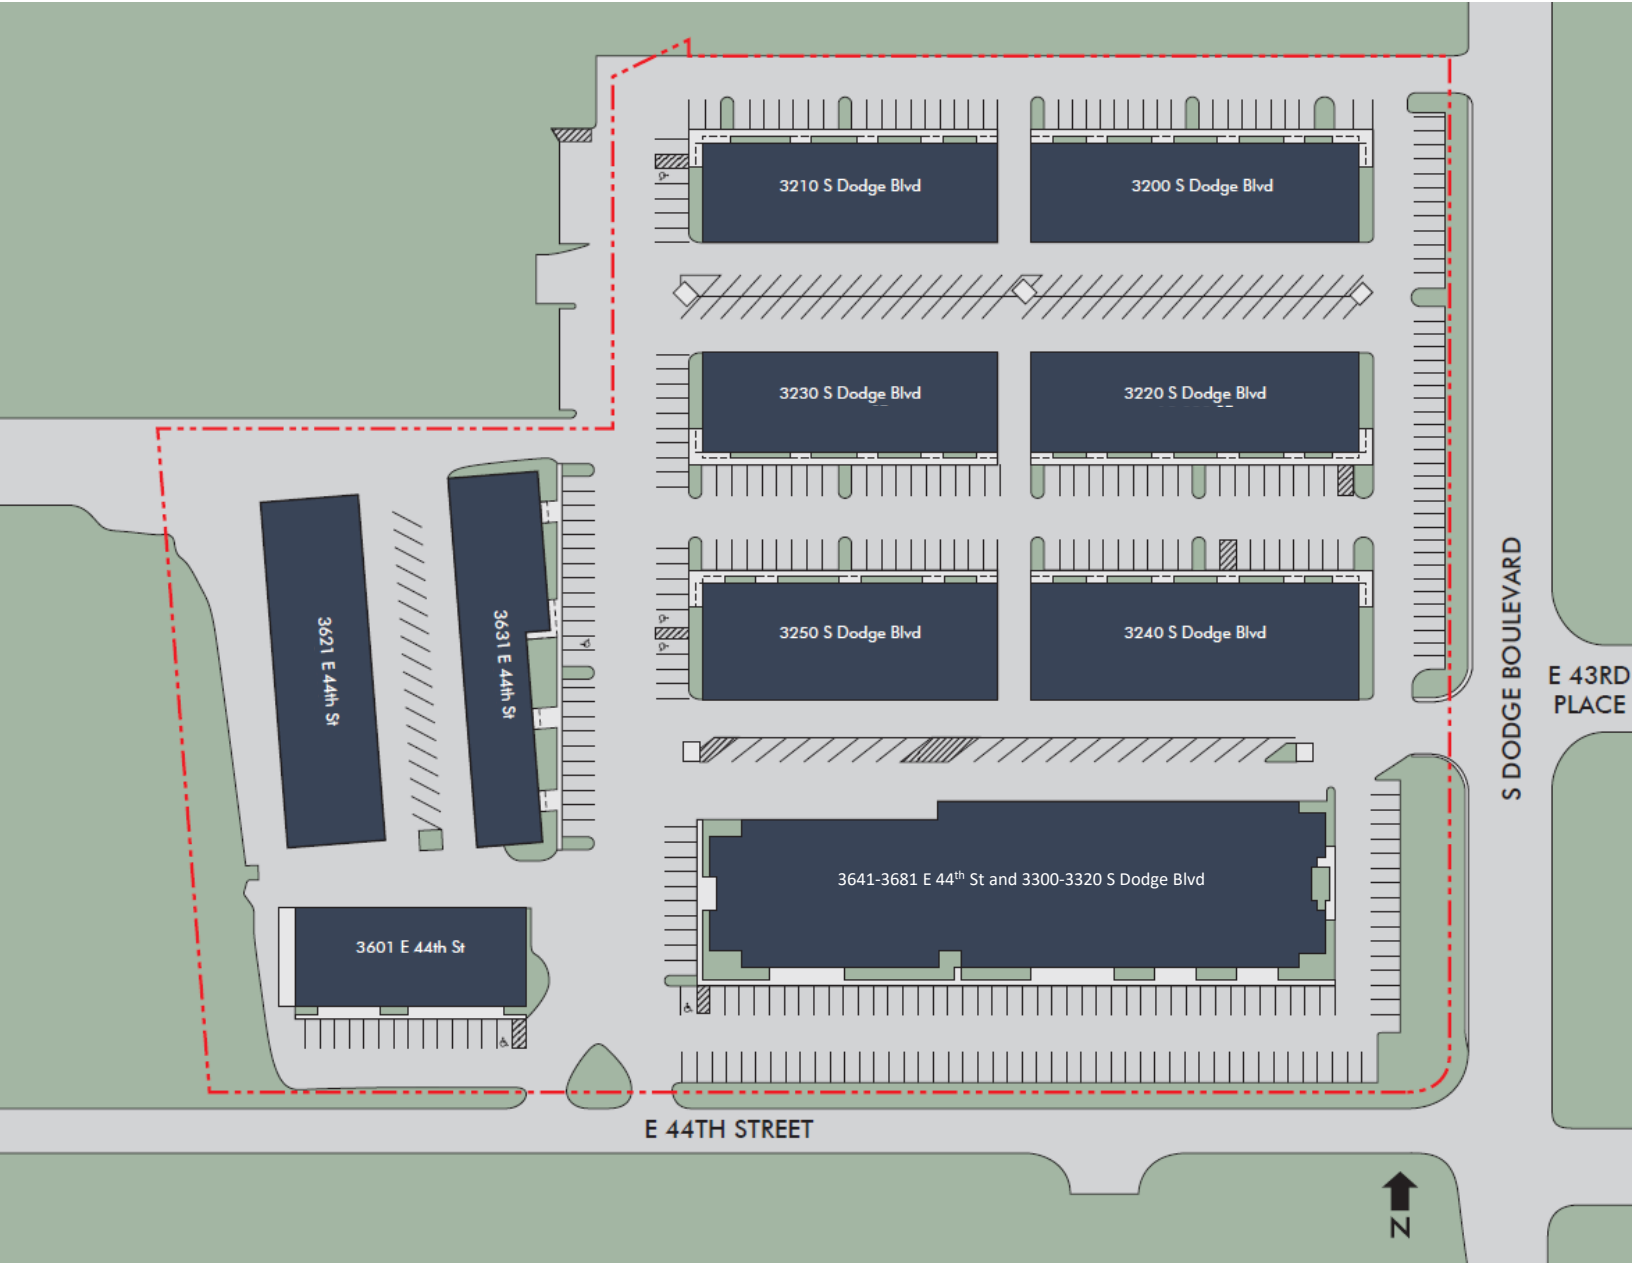 3210 S Dodge Blvd
3200 S Dodge Blvd
3230 S Dodge Blvd
3220 S Dodge Blvd
3621 E 44th St
3631 E 44th St
3250 S Dodge Blvd
3240 S Dodge Blvd
S DODGE BOULEVARD
E 43RD
PLACE
3641-3681 E 44th St and 3300-3320 S Dodge Blvd
3601 E 44th St
E 44TH STREET
N